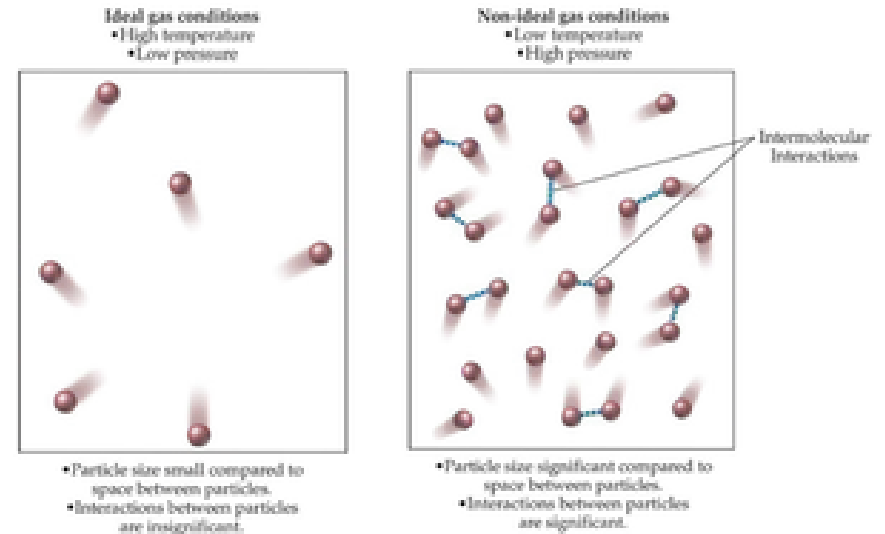 Ideal gas conditions
•High temperature
•Low pressure
Non-ideal gas conditions
•Low temperature
•High pressure
Intermolecular
Interactions
•Particle size small compared to
space between particles.
•Interactions between particles
are insignificant.
•Particle size significant compared to
space between particles.
•Interactions between particles
are significant.